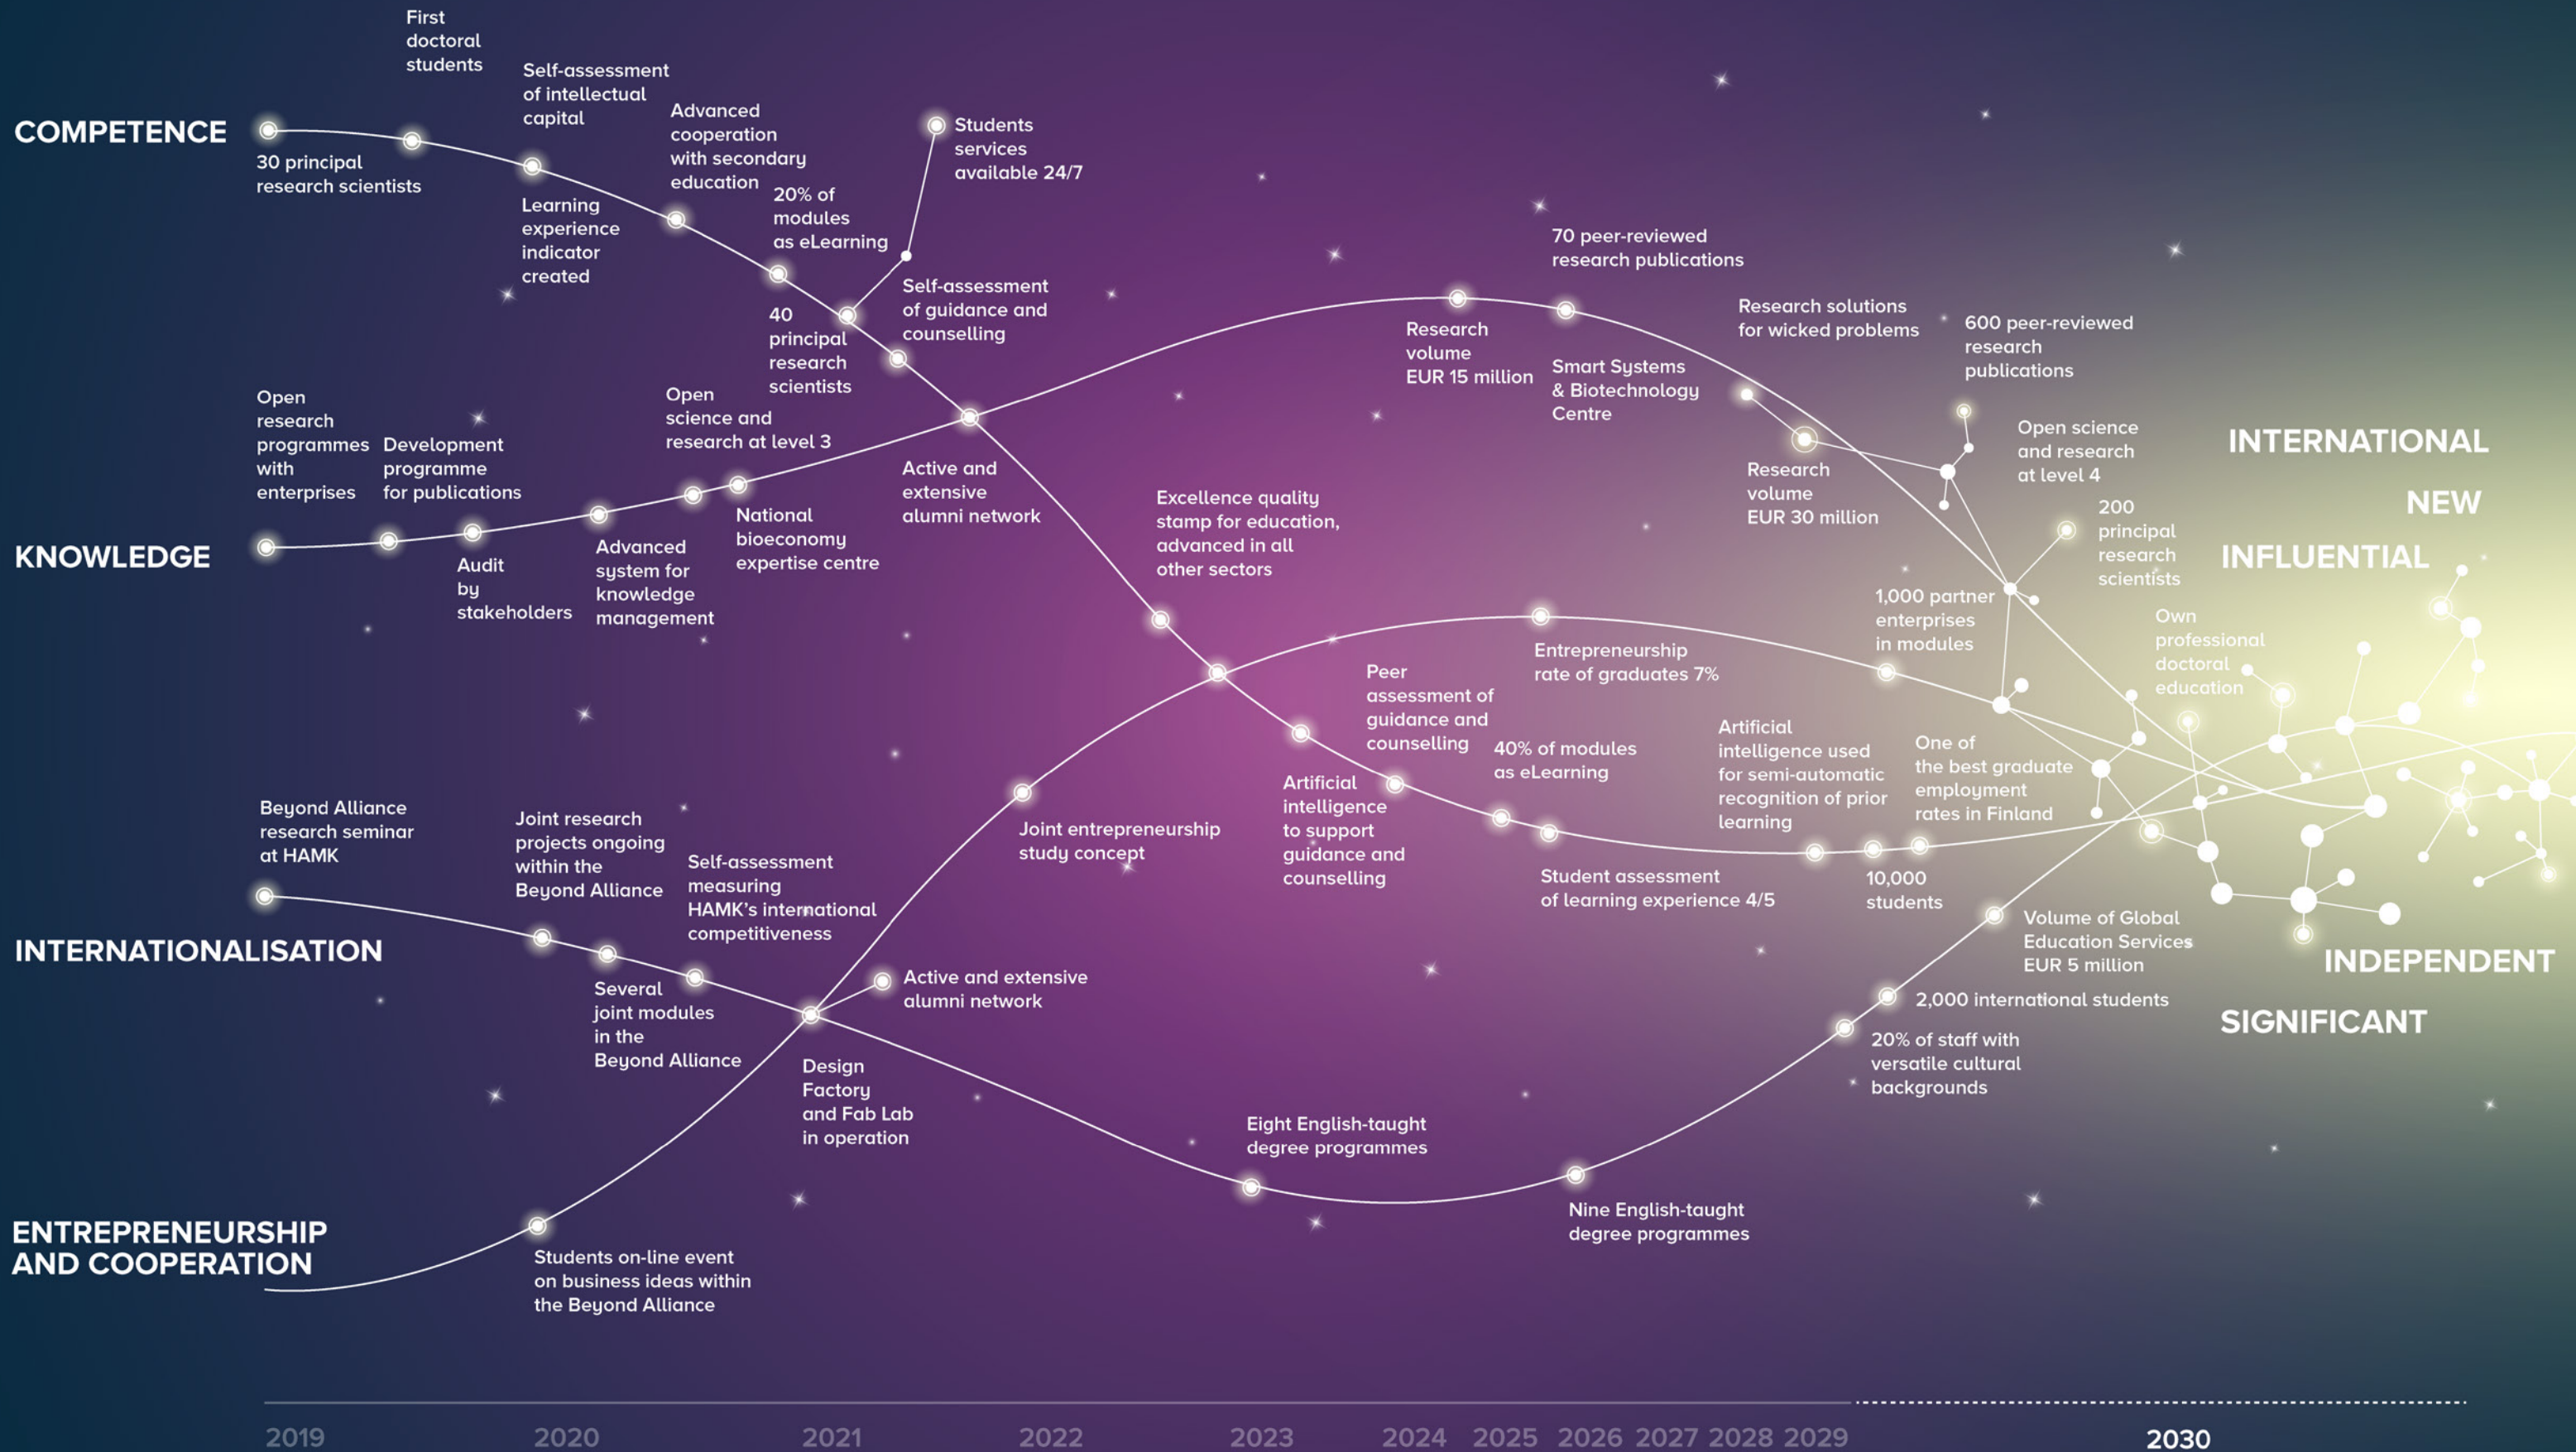 First
doctoral
students
Self-assessment
of intellectual
capital
Advanced
cooperation
with secondary
education
COMPETENCE
30 principal
research scientists
Learning
experience
indicator
created
20% of
modules
as eLearning
Students
services
available 24/7
40
principal
research
scientists
Self-assessment
of guidance and
counselling
70 peer-reviewed
research publications
Research
volume
EUR 15 million
Smart Systems
& Biotechnology
Centre
Research solutions
for wicked problems
600 peer-reviewed
research
publications
Research
volume
EUR 30 million
Open science
and research
at level 4
200
principal
research
scientists
INTERNATIONAL
NEW
INFLUENTIAL
KNOWLEDGE
Open
research
programmes
with
enterprises
Development
programme
for publications
Audit
by
stakeholders
Advanced
system for
knowledge
management
Open
science and
research at level 3
National
bioeconomy
expertise centre
Active and
extensive
alumni network
Excellence quality
stamp for education,
advanced in all
other sectors
Entrepreneurship
rate of graduates 7%
1,000 partner
enterprises
in modules
Own
professional
doctoral
education
Peer
assessment of
guidance and
counselling
40% of modules
as eLearning
Artificial
intelligence used
for semi-automatic
recognition of prior
learning
One of
the best graduate
employment
rates in Finland
Artificial
intelligence
to support
guidance and
counselling
Student assessment
of learning experience 4/5
10,000
students
INTERNATIONALISATION
Beyond Alliance
research seminar
at HAMK
Joint research
projects ongoing
within the
Beyond Alliance
Self-assessment
measuring
HAMK's international
competitiveness
Several
joint modules
in the
Beyond Alliance
Joint entrepreneurship
study concept
Active and extensive
alumni network
Design
Factory
and Fab Lab
in operation
Volume of Global
Education Services
EUR 5 million
2,000 international students
20% of staff with
versatile cultural
backgrounds
INDEPENDENT
SIGNIFICANT
Eight English-taught
degree programmes
Nine English-taught
degree programmes
ENTREPRENEURSHIP
AND COOPERATION
Students on-line event
on business ideas within
the Beyond Alliance
2019 2020 2021 2022 2023 2024 2025 2026 2027 2028 2029 2030